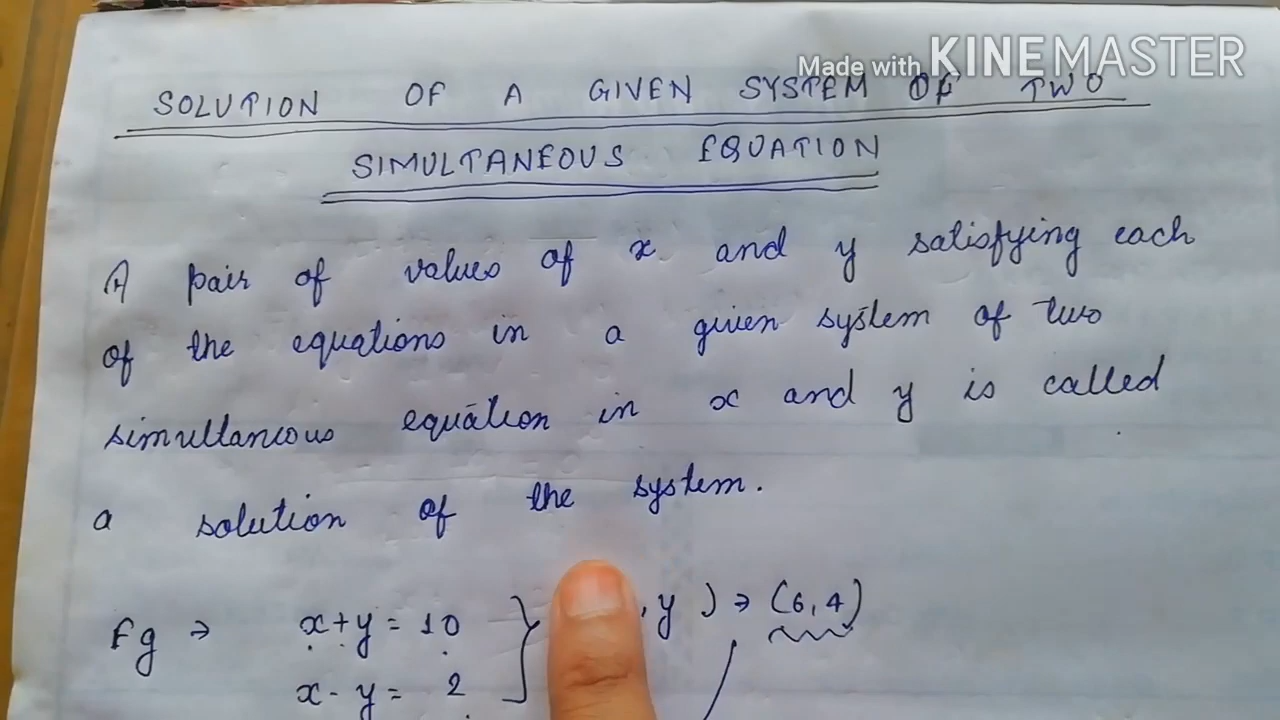 Made with KINEMASTER
SOLUTION OF A GIVEN SYSTEM OF TWO
SIMULTANEOUS EQUATION
A pair of values of x and y satisfying each
of the equations in a given system of two
simultaneous equation in x and y is called
a solution of the system.
Eg → x+y = 10 } , y ) → (6, 4)
x - y = 2